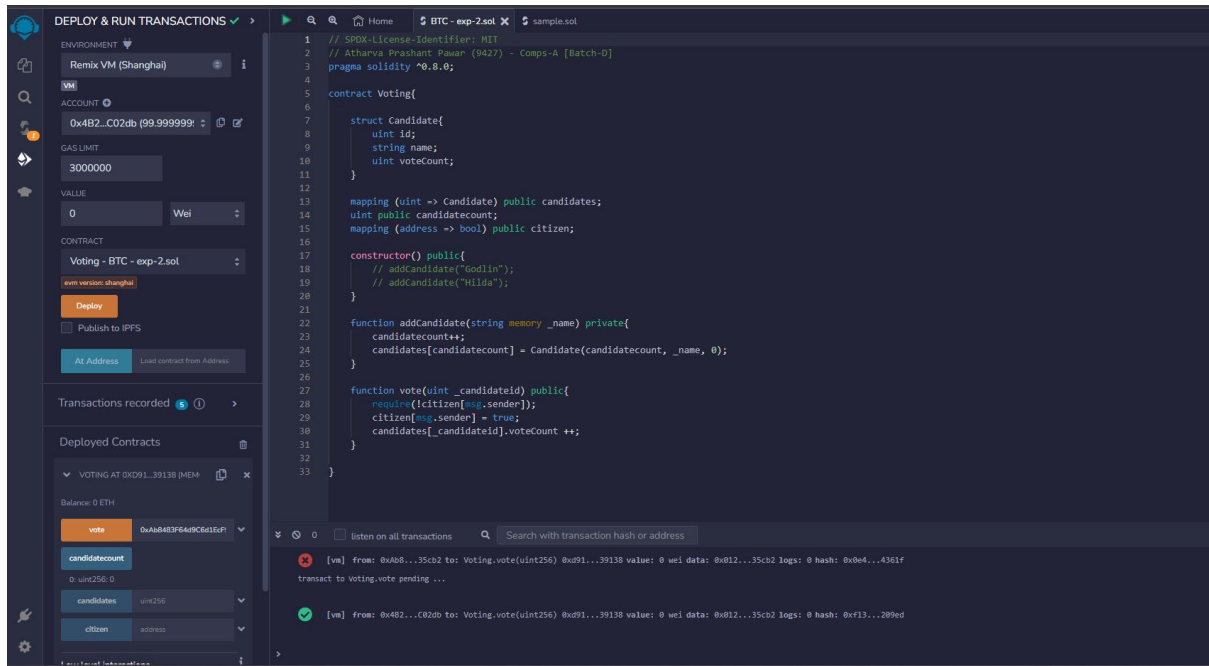 DEPLOY & RUN TRANSACTIONS
ENVIRONMENT
Remix VM (Shanghai)
VM
ACCOUNT
0x4B2...C02db (99.999999
GAS LIMIT
3000000
VALUE
0 Wei
CONTRACT
Voting - BTC - exp-2.sol
evm version: shanghai
Deploy
Publish to IPFS
At Address Load contract from Address
Transactions recorded 5
Deployed Contracts
VOTING AT 0XD91...39138 (MEM
Balance: 0 ETH
vote 0xAb8483F64d9C6d1EcF
candidatecount
0: uint256: 0
candidates uint256
citizen address
Low level interactions
Home BTC - exp-2.sol sample.sol
1 // SPDX-License-Identifier: MIT
2 // Atharva Prashant Pawar (9427) - Comps-A [Batch-D]
3 pragma solidity ^0.8.0;
4
5 contract Voting{
6
7 struct Candidate{
8 uint id;
9 string name;
10 uint voteCount;
11 }
12
13 mapping (uint => Candidate) public candidates;
14 uint public candidatecount;
15 mapping (address => bool) public citizen;
16
17 constructor() public{
18 // addCandidate("Godlin");
19 // addCandidate("Hilda");
20 }
21
22 function addCandidate(string memory _name) private{
23 candidatecount++;
24 candidates[candidatecount] = Candidate(candidatecount, _name, 0);
25 }
26
27 function vote(uint _candidateid) public{
28 require(!citizen[msg.sender]);
29 citizen[msg.sender] = true;
30 candidates[_candidateid].voteCount ++;
31 }
32
33 }
0 listen on all transactions Search with transaction hash or address
[vm] from: 0xAb8...35cb2 to: Voting.vote(uint256) 0xd91...39138 value: 0 wei data: 0x012...35cb2 logs: 0 hash: 0x0e4...4361f
transact to Voting.vote pending ...
[vm] from: 0x4B2...C02db to: Voting.vote(uint256) 0xd91...39138 value: 0 wei data: 0x012...35cb2 logs: 0 hash: 0xf13...209ed
>